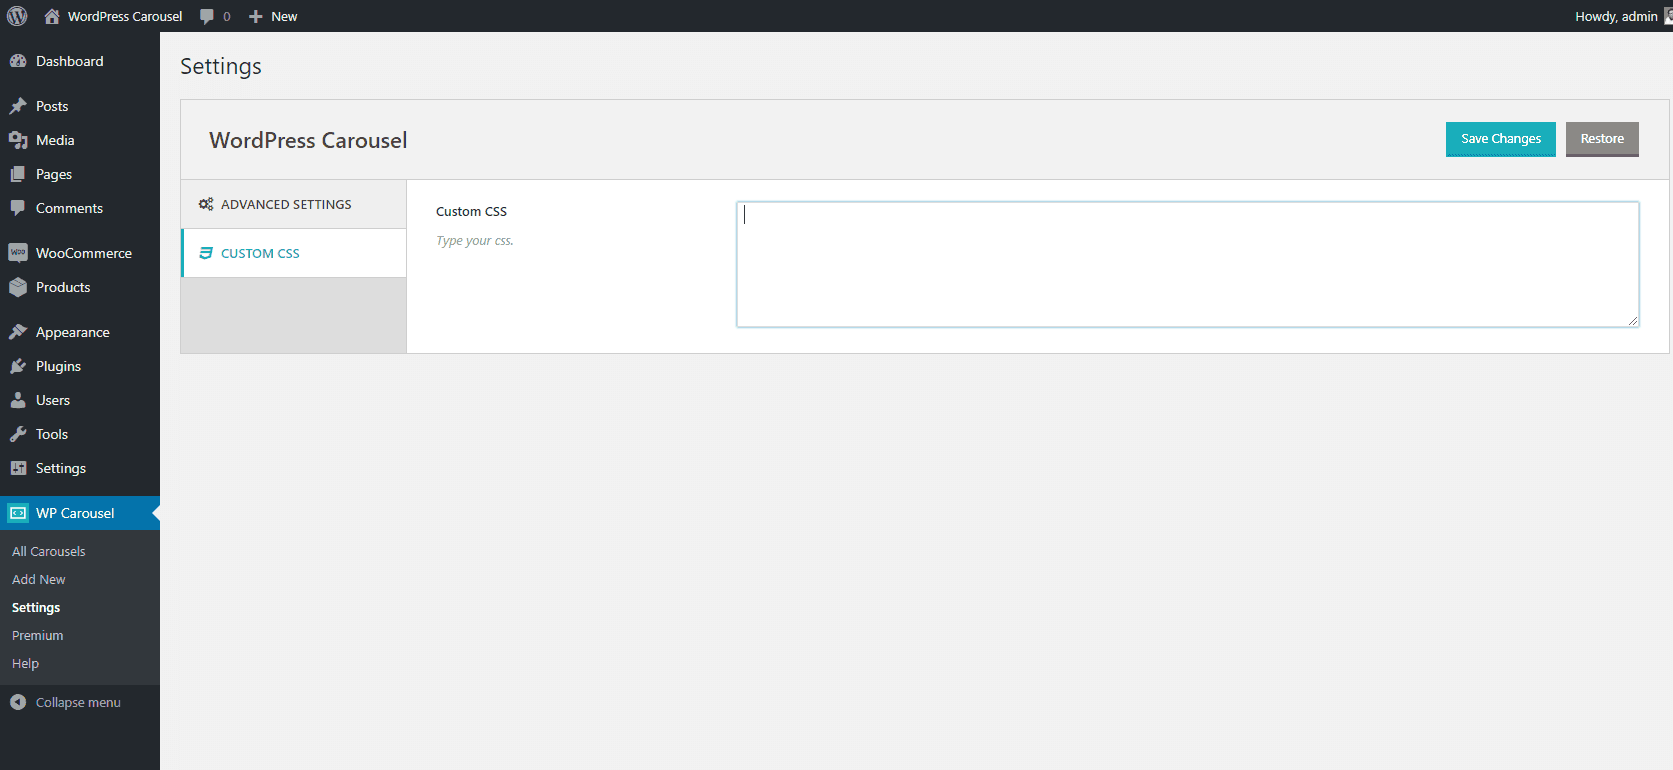 WordPress Carousel 0 New Howdy, admin
Dashboard
Posts
Media
Pages
Comments
WooCommerce
Products
Appearance
Plugins
Users
Tools
Settings
WP Carousel
All Carousels
Add New
Settings
Premium
Help
Collapse menu
Settings
WordPress Carousel
Save Changes Restore
ADVANCED SETTINGS
CUSTOM CSS
Custom CSS
Type your css.